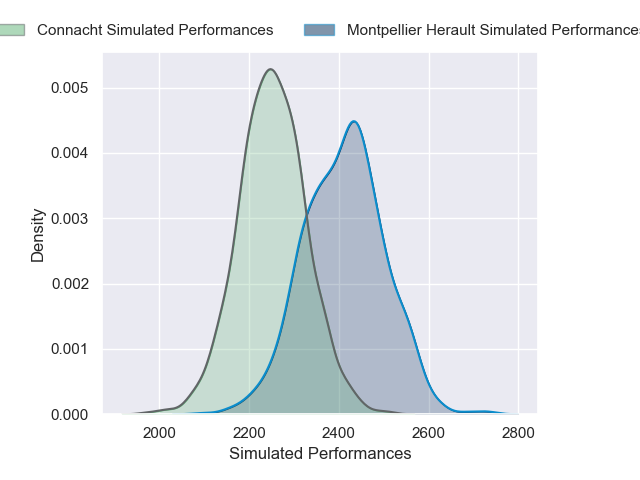 Connacht Simulated Performances
Montpellier Herault Simulated Performances
0.005
0.004
0.003
0.002
0.001
0.000
Density
2000
2200
2400
2600
2800
Simulated Performances